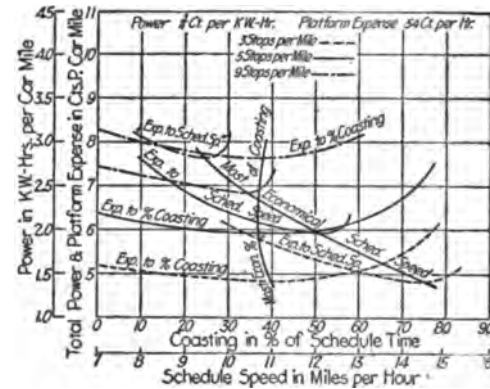 Power 1¼ Ct. per K.W.-Hr. Platform Expense 34 Ct. per Hr.
3 Stops per Mile
5 Stops per Mile
9 Stops per Mile
Power in K.W.-Hrs. per Car Mile
Total Power & Platform Expense in Cts. P. Car Mile
4.5 11
4.0 10
3.5 9
3.0 8
2.5 7
2.0 6
1.5 5
1.0 4
Exp. to Sched. Sp.
Exp. to % Coasting
Exp. to Sched. Speed
Most Economical Sched. Speed
Exp. to % Coasting
Exp. to Sched. Sp.
Exp. to % Coasting
Most Econ. % Coasting
0 10 20 30 40 50 60 70 80 90
Coasting in % of Schedule Time
7 8 9 10 11 12 13 14 15 16
Schedule Speed in Miles per Hour